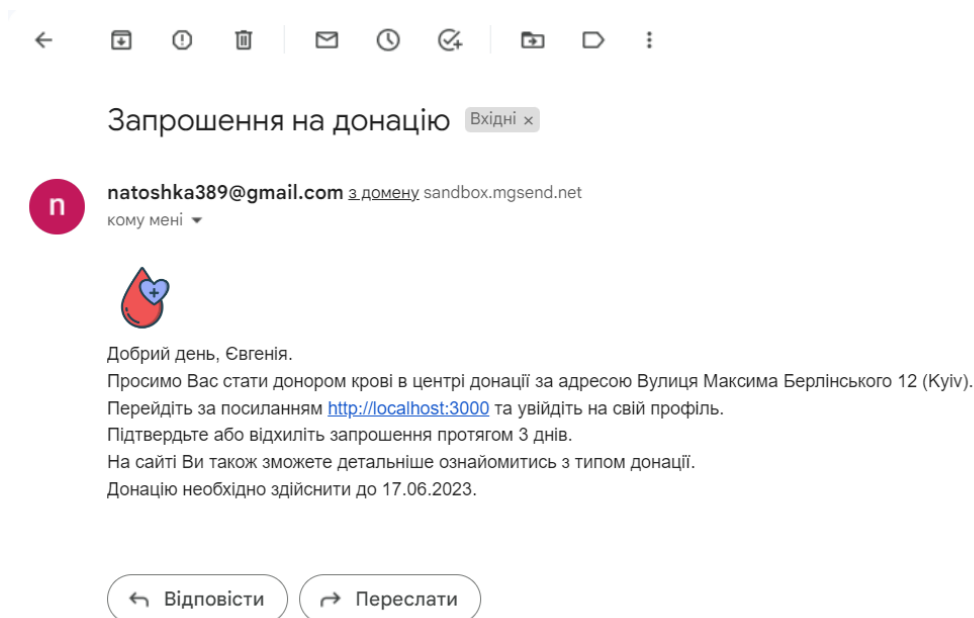 Запрошення на донацію Вхідні ×
n
natoshka389@gmail.com з домену sandbox.mgsend.net
кому мені
Добрий день, Євгенія.
Просимо Вас стати донором крові в центрі донації за адресою Вулиця Максима Берлінського 12 (Kyiv).
Перейдіть за посиланням http://localhost:3000 та увійдіть на свій профіль.
Підтвердьте або відхиліть запрошення протягом 3 днів.
На сайті Ви також зможете детальніше ознайомитись з типом донації.
Донацію необхідно здійснити до 17.06.2023.
Відповісти Переслати